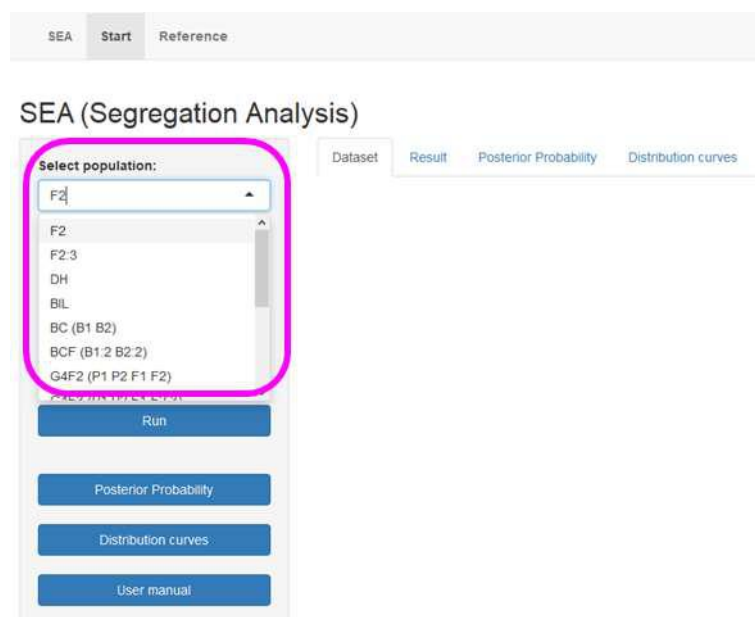 SEA Start Reference
SEA (Segregation Analysis)
Select population:
Dataset Result Posterior Probability Distribution curves
F2
F2
F2:3
DH
BIL
BC (B1 B2)
BCF (B1:2 B2:2)
G4F2 (P1 P2 F1 F2)
Run
Posterior Probability
Distribution curves
User manual